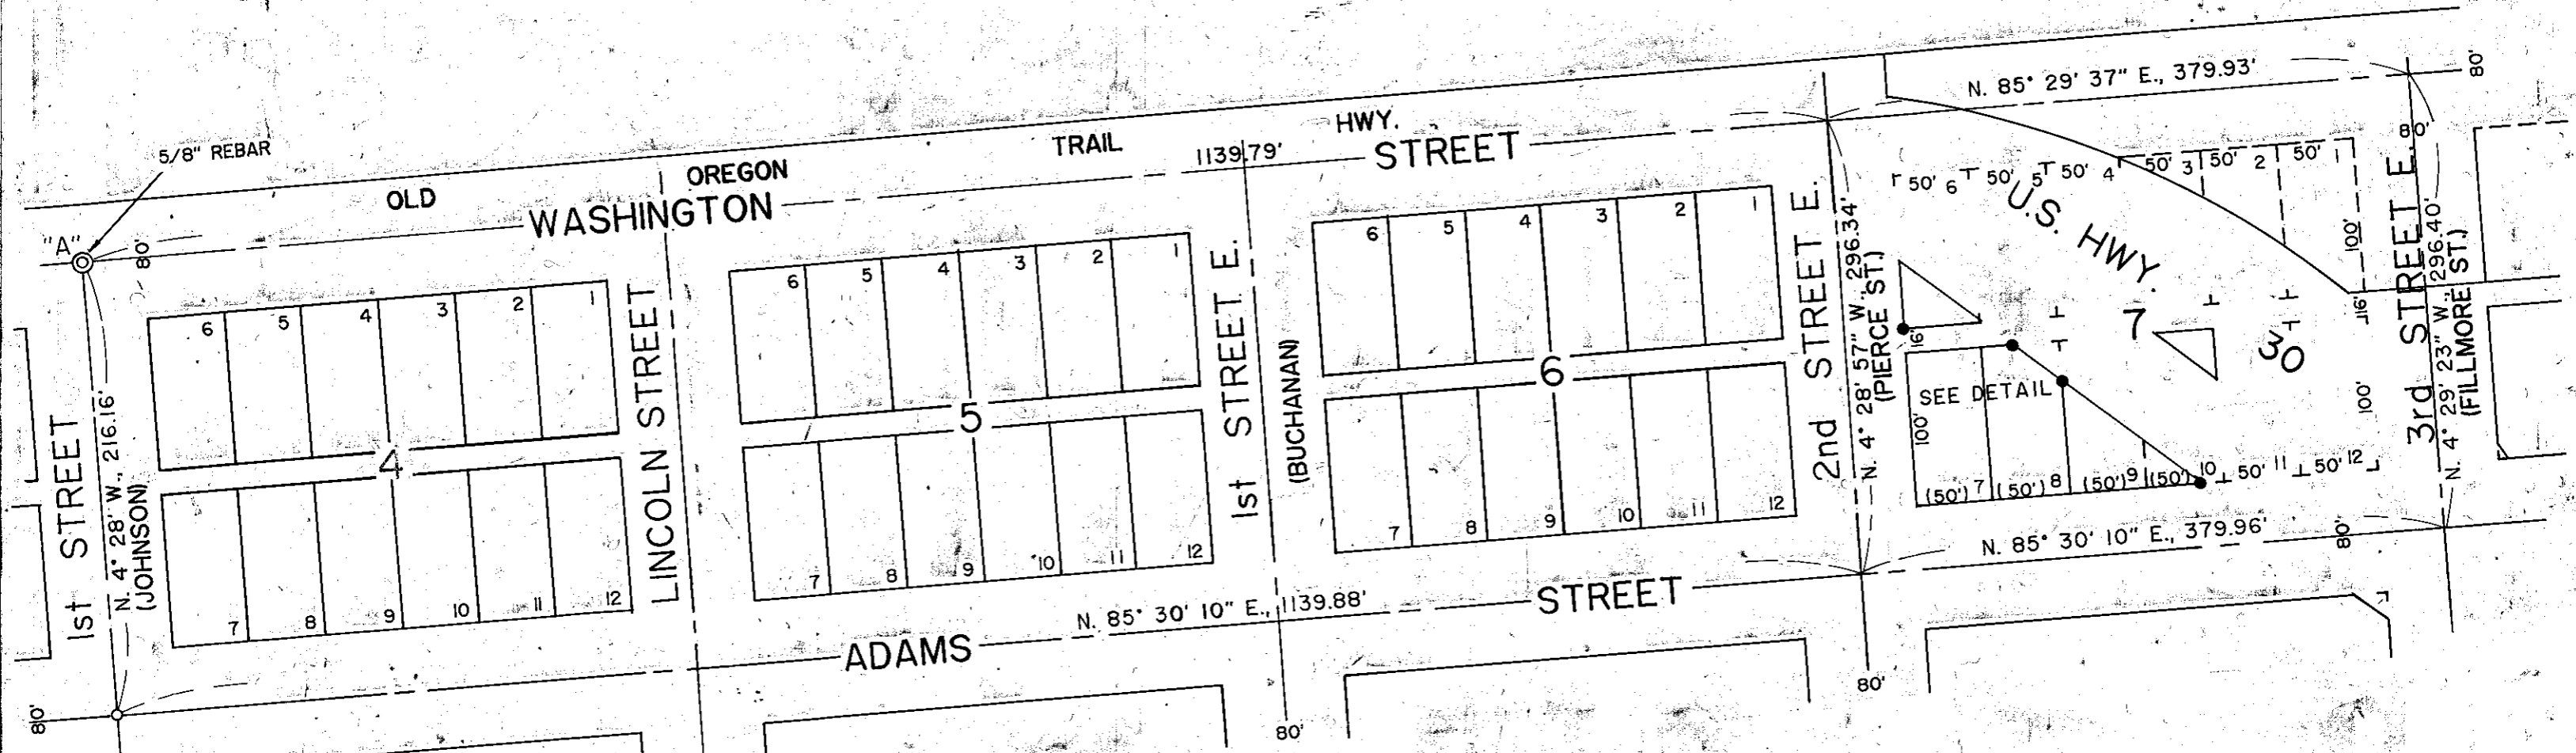 5/8" REBAR
"A"
OLD OREGON TRAIL HWY.
WASHINGTON STREET
1139.79'
N. 85° 29' 37" E., 379.93'
80'
80'
80'
1st STREET
N. 4° 28' W., 216.16'
(JOHNSON)
6 5 4 3 2 1
4
7 8 9 10 11 12
LINCOLN STREET
6 5 4 3 2 1
5
7 8 9 10 11 12
1st STREET E.
(BUCHANAN)
6 5 4 3 2 1
6
7 8 9 10 11 12
2nd STREET E.
N. 4° 28' 57" W., 296.34'
(PIERCE ST.)
50' 6 50' 5 50' 4 50' 3 50' 2 50' 1
U.S. HWY. 30
100'
16'
7
16'
SEE DETAIL
100'
100'
(50') 7 (50') 8 (50') 9 (50') 10 50' 11 50' 12
3rd STREET E.
N. 4° 29' 23" W., 296.40'
(FILLMORE ST.)
N. 85° 30' 10" E., 379.96'
80'
ADAMS STREET
N. 85° 30' 10" E., 1139.88'
80'
80'
80'
7